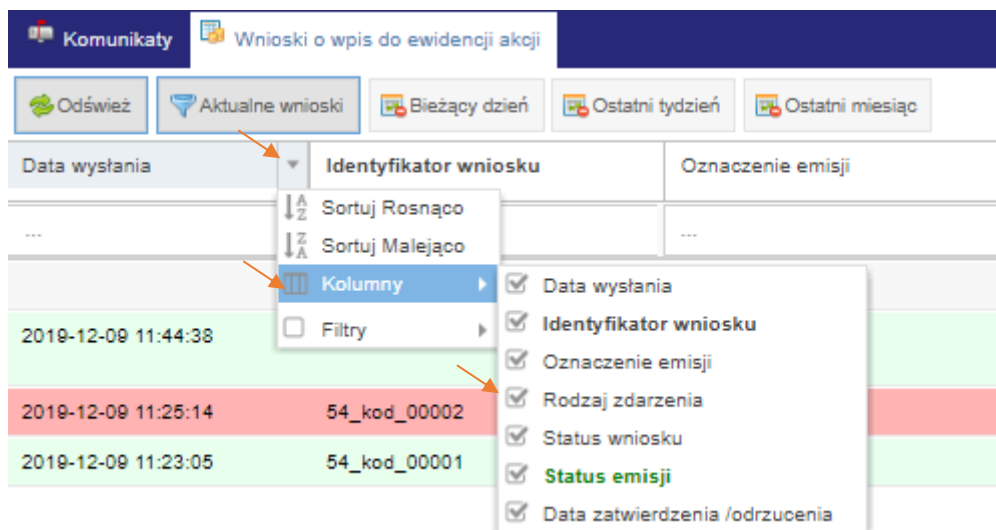 Komunikaty Wnioski o wpis do ewidencji akcji
Odśwież Aktualne wnioski Bieżący dzień Ostatni tydzień Ostatni miesiąc
Data wysłania Identyfikator wniosku Oznaczenie emisji
Sortuj Rosnąco
--- ---
Sortuj Malejąco
Kolumny
Filtry
Data wysłania
Identyfikator wniosku
Oznaczenie emisji
Rodzaj zdarzenia
Status wniosku
Status emisji
Data zatwierdzenia /odrzucenia
2019-12-09 11:44:38
2019-12-09 11:25:14 54_kod_00002
2019-12-09 11:23:05 54_kod_00001